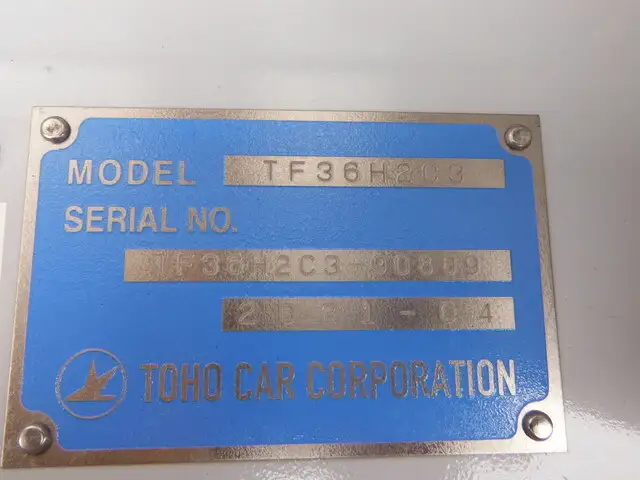 MODEL TF36H2C3
SERIAL NO.
TF36H2C3-90809
2021-04
TOHO CAR CORPORATION